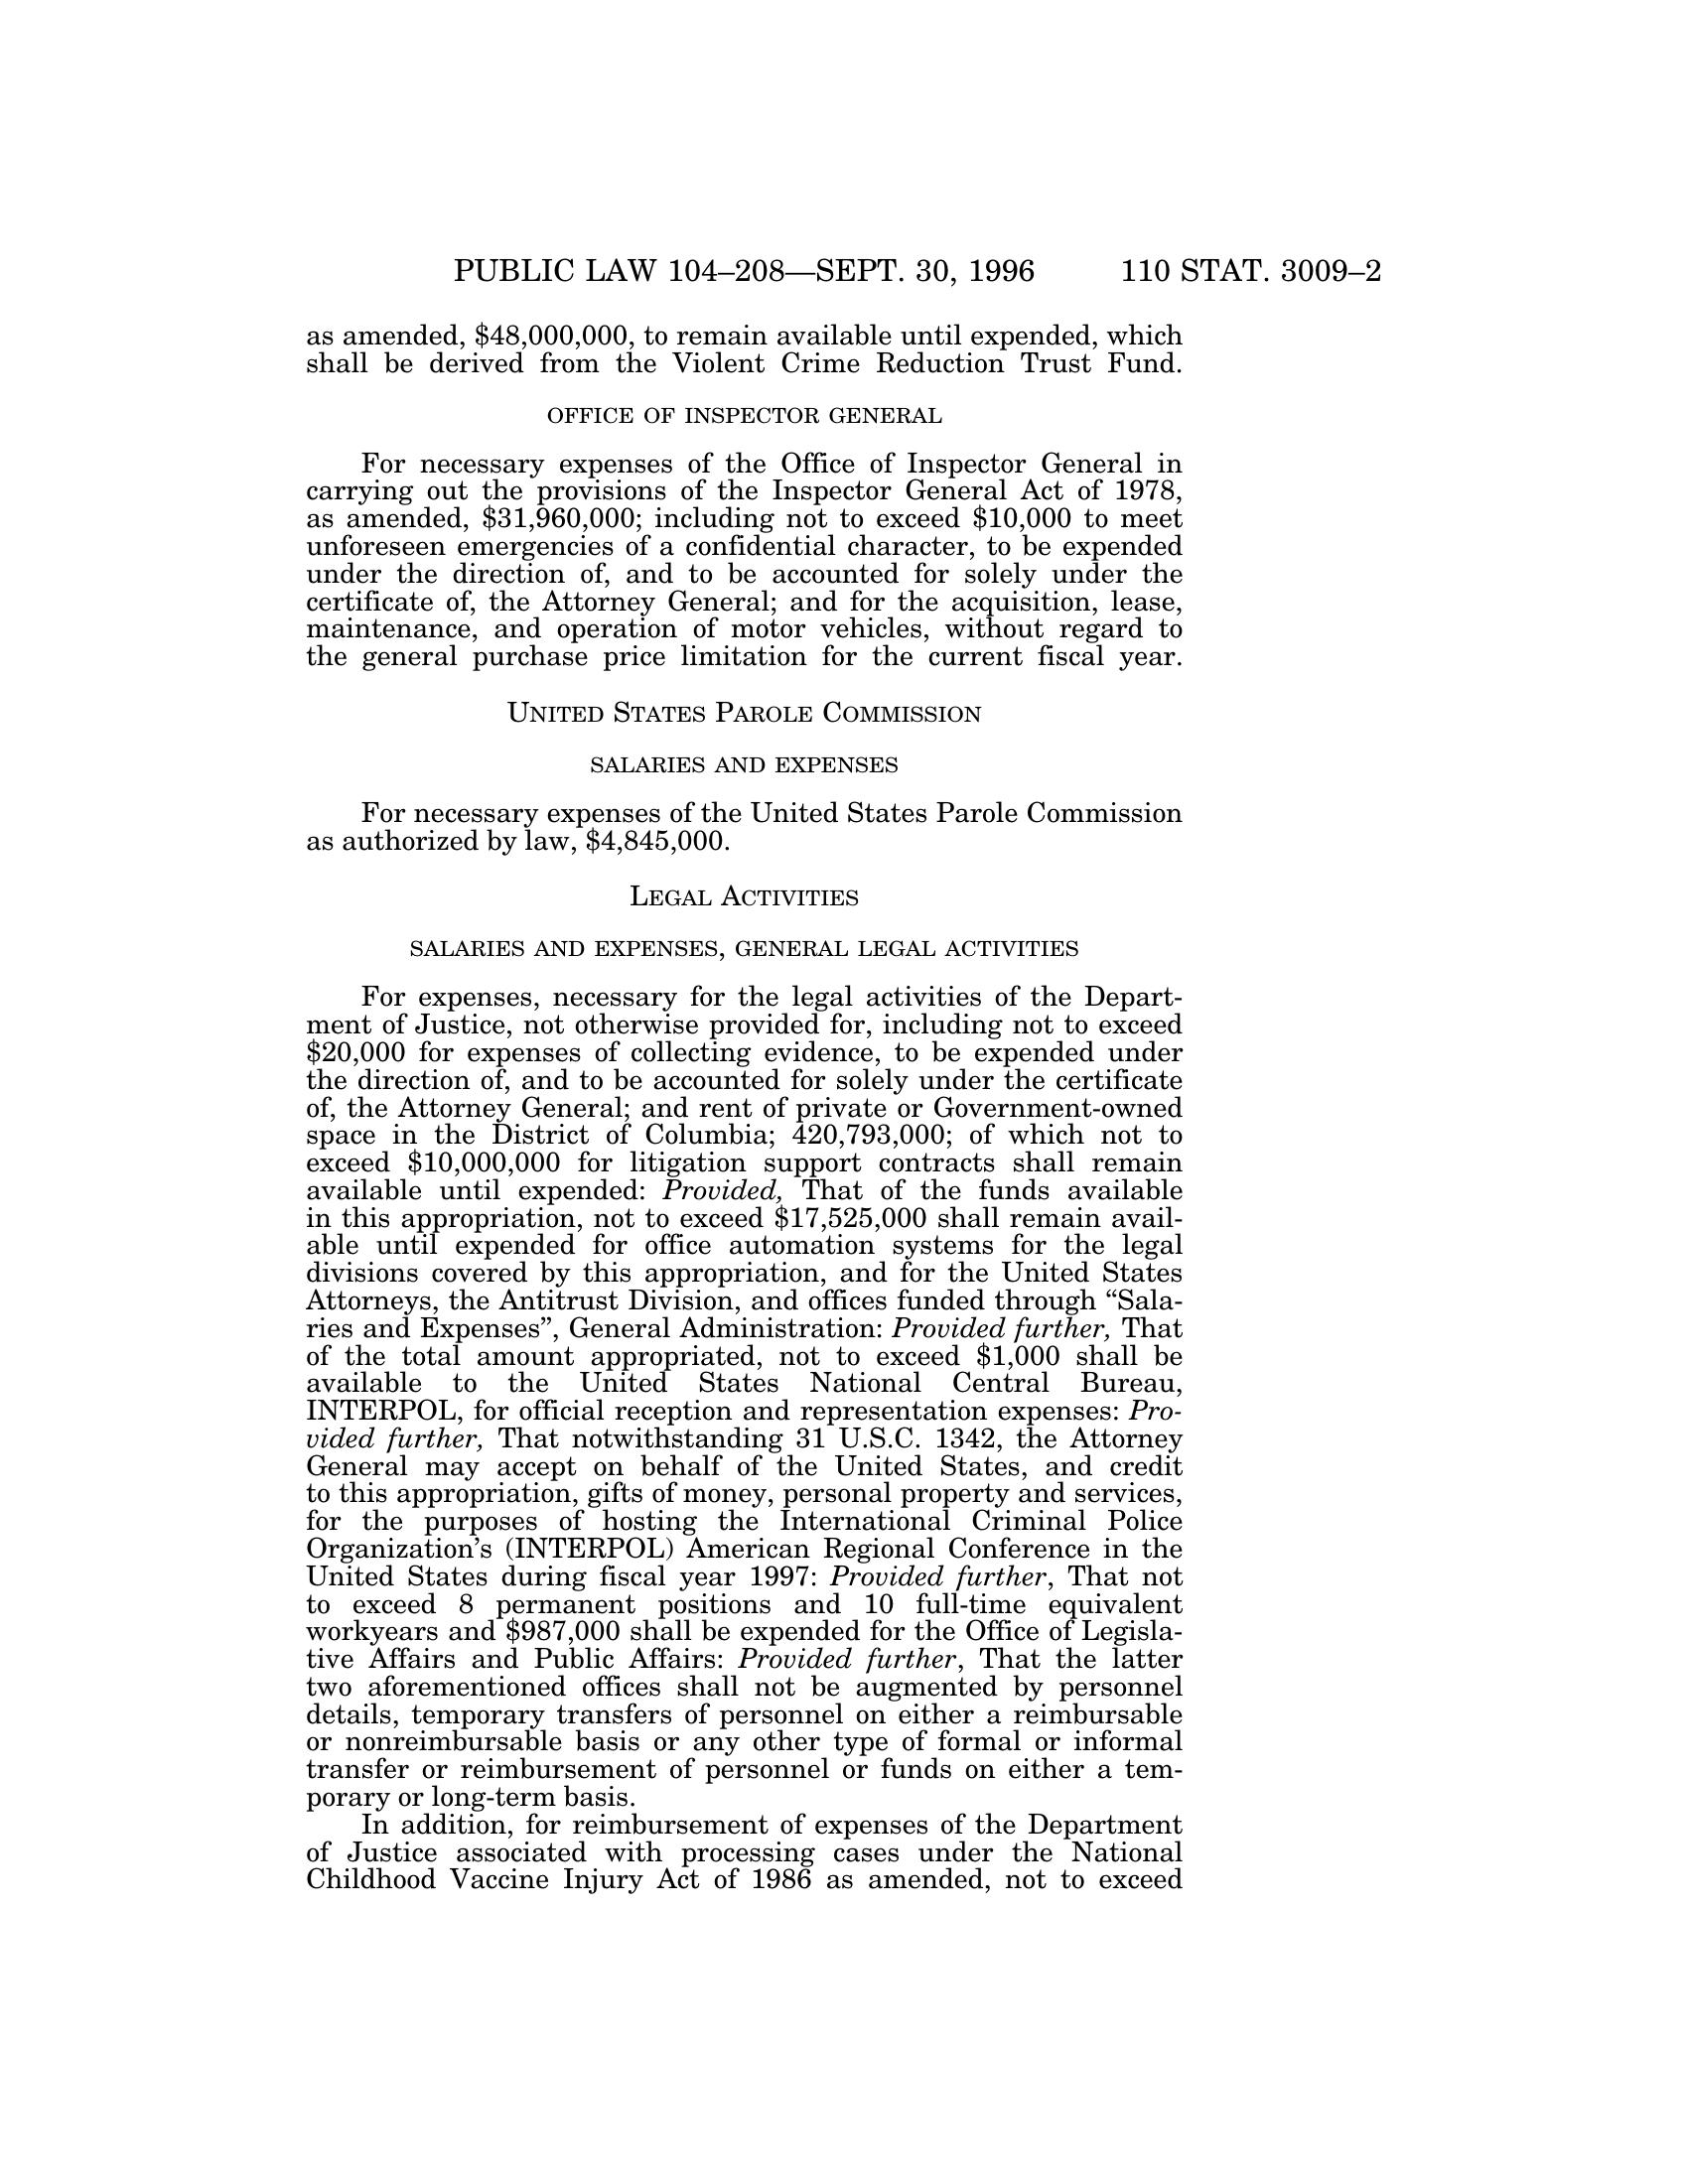 PUBLIC LAW 104–208—SEPT. 30, 1996 110 STAT. 3009–2
as amended, $48,000,000, to remain available until expended, which
shall be derived from the Violent Crime Reduction Trust Fund.
OFFICE OF INSPECTOR GENERAL
For necessary expenses of the Office of Inspector General in
carrying out the provisions of the Inspector General Act of 1978,
as amended, $31,960,000; including not to exceed $10,000 to meet
unforeseen emergencies of a confidential character, to be expended
under the direction of, and to be accounted for solely under the
certificate of, the Attorney General; and for the acquisition, lease,
maintenance, and operation of motor vehicles, without regard to
the general purchase price limitation for the current fiscal year.
UNITED STATES PAROLE COMMISSION
SALARIES AND EXPENSES
For necessary expenses of the United States Parole Commission
as authorized by law, $4,845,000.
LEGAL ACTIVITIES
SALARIES AND EXPENSES, GENERAL LEGAL ACTIVITIES
For expenses, necessary for the legal activities of the Depart-
ment of Justice, not otherwise provided for, including not to exceed
$20,000 for expenses of collecting evidence, to be expended under
the direction of, and to be accounted for solely under the certificate
of, the Attorney General; and rent of private or Government-owned
space in the District of Columbia; 420,793,000; of which not to
exceed $10,000,000 for litigation support contracts shall remain
available until expended: Provided, That of the funds available
in this appropriation, not to exceed $17,525,000 shall remain avail-
able until expended for office automation systems for the legal
divisions covered by this appropriation, and for the United States
Attorneys, the Antitrust Division, and offices funded through “Sala-
ries and Expenses”, General Administration: Provided further, That
of the total amount appropriated, not to exceed $1,000 shall be
available to the United States National Central Bureau,
INTERPOL, for official reception and representation expenses: Pro-
vided further, That notwithstanding 31 U.S.C. 1342, the Attorney
General may accept on behalf of the United States, and credit
to this appropriation, gifts of money, personal property and services,
for the purposes of hosting the International Criminal Police
Organization’s (INTERPOL) American Regional Conference in the
United States during fiscal year 1997: Provided further, That not
to exceed 8 permanent positions and 10 full-time equivalent
workyears and $987,000 shall be expended for the Office of Legisla-
tive Affairs and Public Affairs: Provided further, That the latter
two aforementioned offices shall not be augmented by personnel
details, temporary transfers of personnel on either a reimbursable
or nonreimbursable basis or any other type of formal or informal
transfer or reimbursement of personnel or funds on either a tem-
porary or long-term basis.
In addition, for reimbursement of expenses of the Department
of Justice associated with processing cases under the National
Childhood Vaccine Injury Act of 1986 as amended, not to exceed